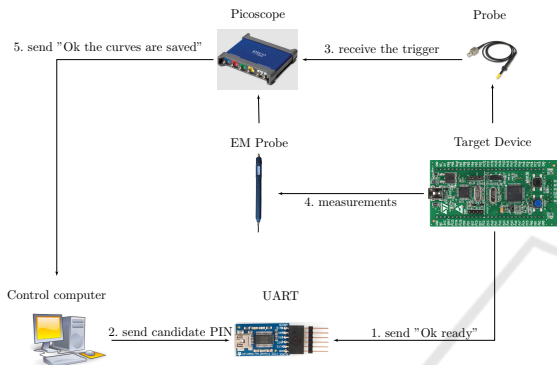 Picoscope
Probe
5. send "Ok the curves are saved"
3. receive the trigger
EM Probe
Target Device
4. measurements
Control computer
UART
2. send candidate PIN
1. send "Ok ready"